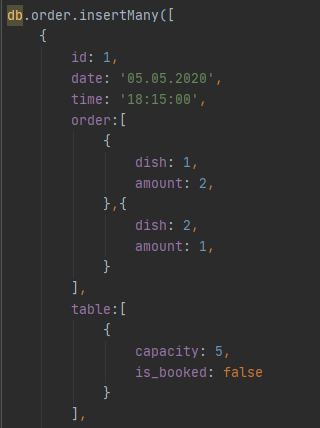 db.order.insertMany([
    {
        id: 1,
        date: '05.05.2020',
        time: '18:15:00',
        order:[
            {
                dish: 1,
                amount: 2,
            },{
                dish: 2,
                amount: 1,
            }
        ],
        table:[
            {
                capacity: 5,
                is_booked: false
            }
        ],